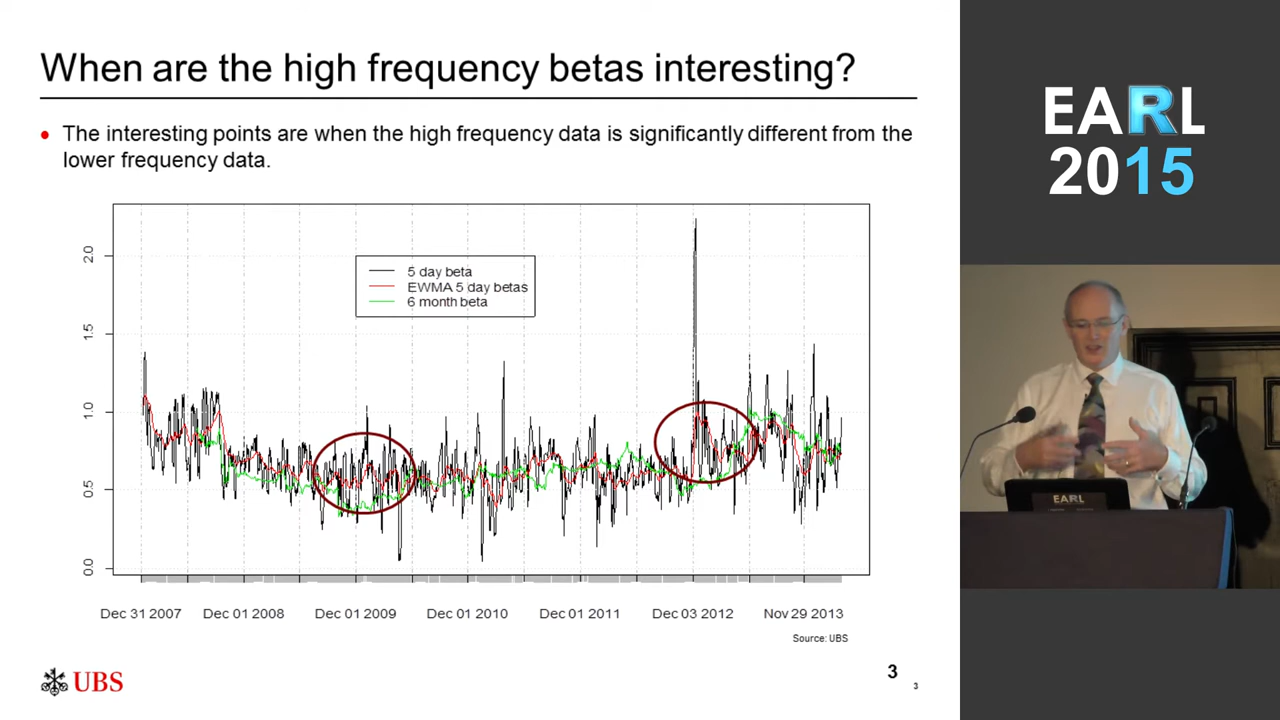 When are the high frequency betas interesting?
The interesting points are when the high frequency data is significantly different from the
lower frequency data.
2.0
1.5
1.0
0.5
0.0
5 day beta
EWMA 5 day betas
6 month beta
Dec 31 2007
Dec 01 2008
Dec 01 2009
Dec 01 2010
Dec 01 2011
Dec 03 2012
Nov 29 2013
Source: UBS
UBS
3
3
EARL
2015
EARL